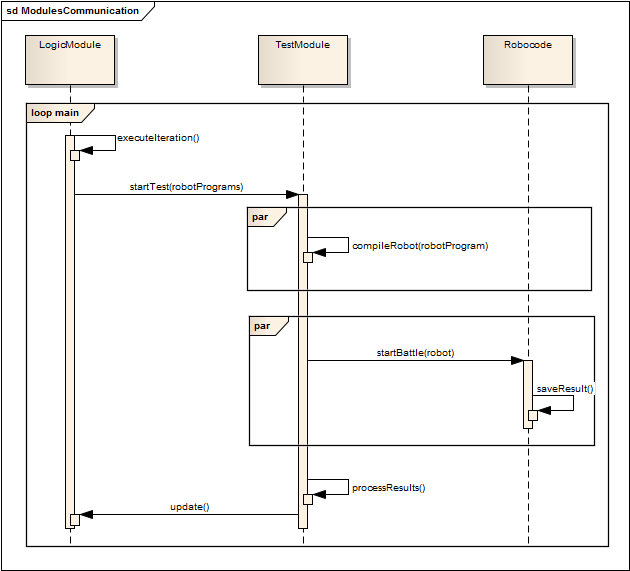 sd ModulesCommunication
LogicModule
TestModule
Robocode
loop main
executeIteration()
startTest(robotPrograms)
par
compileRobot(robotProgram)
par
startBattle(robot)
saveResult()
processResults()
update()